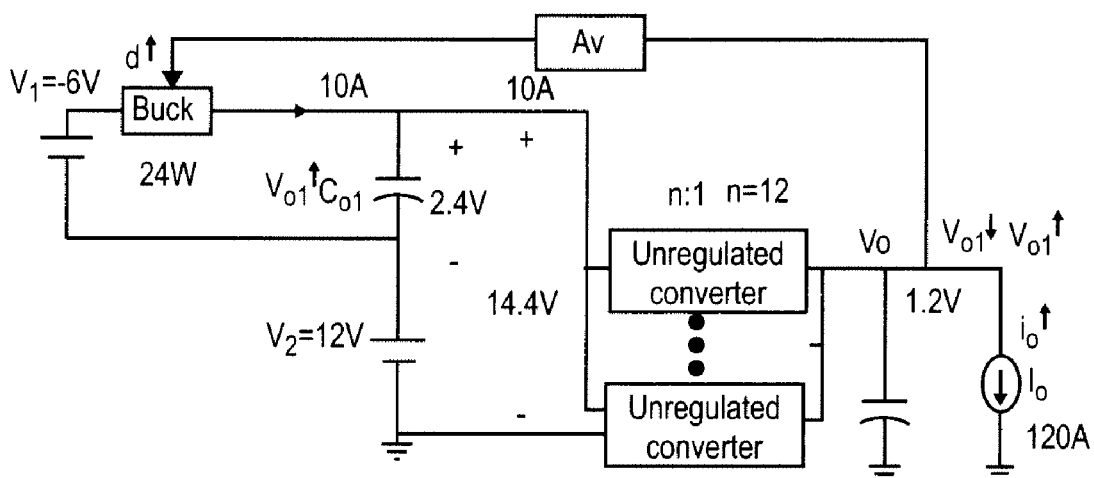 Av
d↑
V1=-6V
10A
10A
Buck
+
+
24W
Vo1↑Co1
2.4V
n:1 n=12
-
Unregulated
converter
Vo
Vo1↓ Vo1↑
14.4V
1.2V
V2=12V
io↑
-
Unregulated
converter
Io
120A